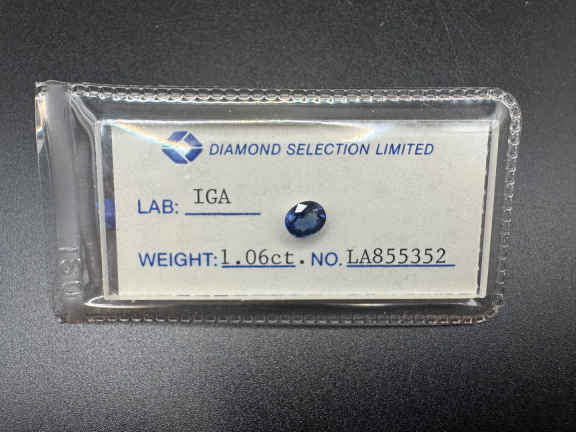 DIAMOND SELECTION LIMITED
LAB: IGA
WEIGHT: 1.06ct. NO. LA855352